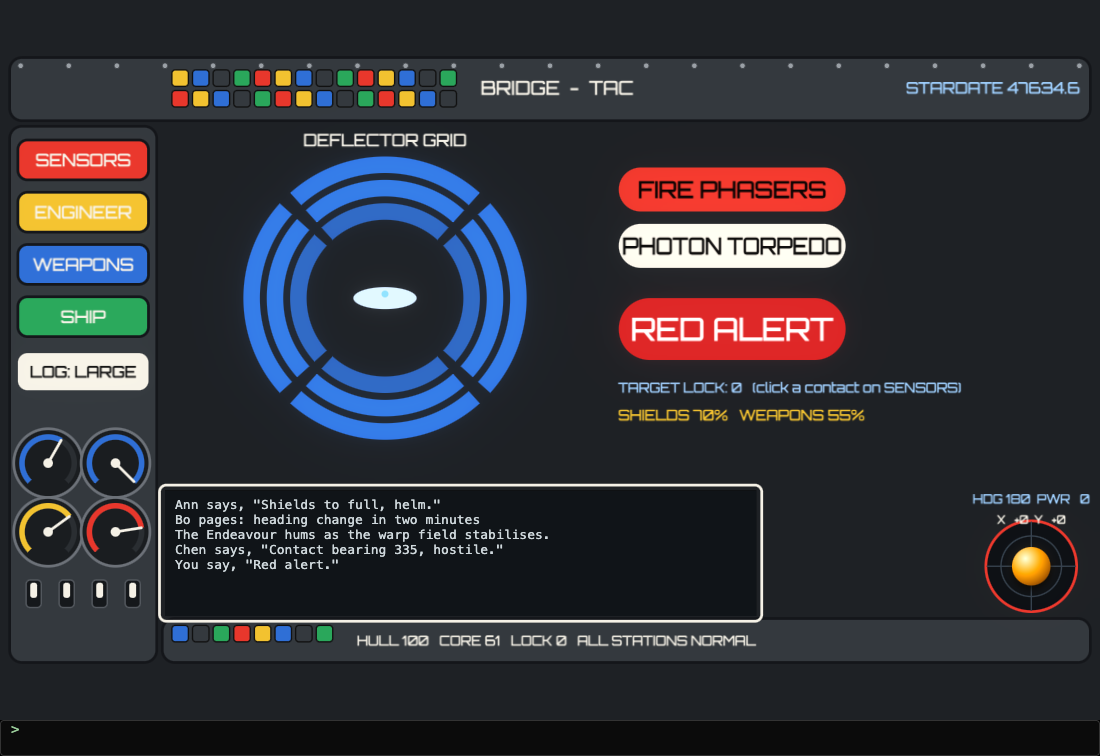 BRIDGE - TAC
STARDATE 47634.6
SENSORS
ENGINEER
WEAPONS
SHIP
LOG: LARGE
DEFLECTOR GRID
FIRE PHASERS
PHOTON TORPEDO
RED ALERT
TARGET LOCK: 0 (click a contact on SENSORS)
SHIELDS 70% WEAPONS 55%
Ann says, "Shields to full, helm."
Bo pages: heading change in two minutes
The Endeavour hums as the warp field stabilises.
Chen says, "Contact bearing 335, hostile."
You say, "Red alert."
HDG 180 PWR 0
X +0 Y +0
HULL 100 CORE 61 LOCK 0 ALL STATIONS NORMAL
>